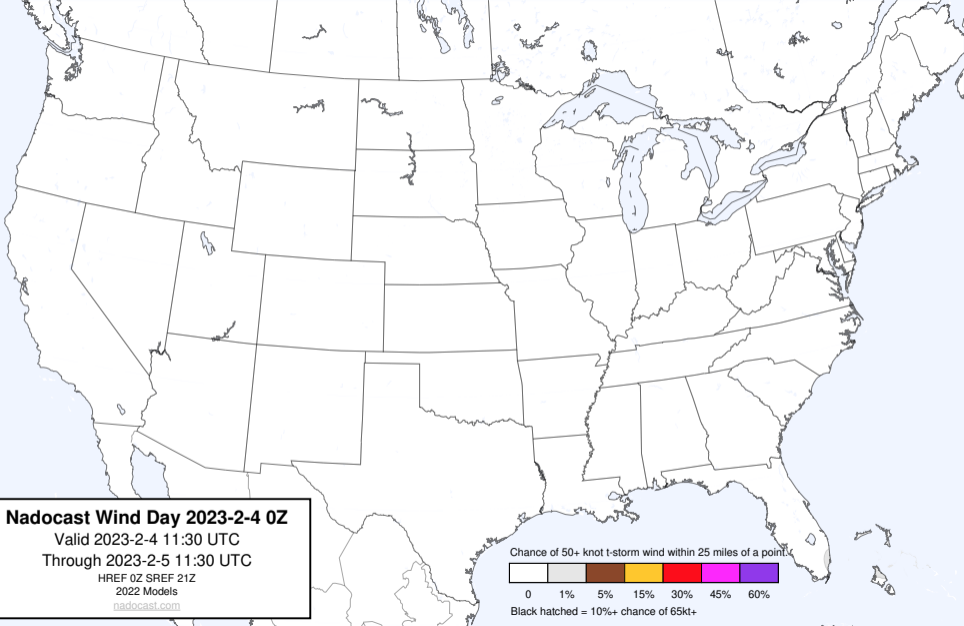 Nadocast Wind Day 2023-2-4 0Z
Valid 2023-2-4 11:30 UTC
Through 2023-2-5 11:30 UTC
HREF 0Z SREF 21Z
2022 Models
nadocast.com
Chance of 50+ knot t-storm wind within 25 miles of a point.
0 1% 5% 15% 30% 45% 60%
Black hatched = 10%+ chance of 65kt+